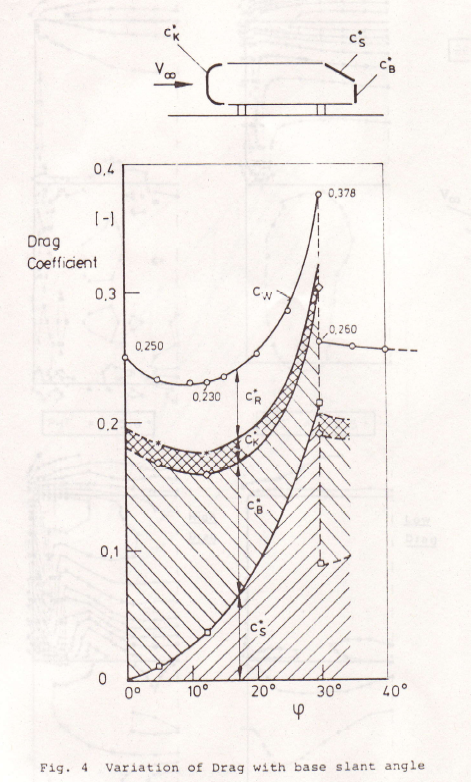 c*K
c*S
c*B
V∞
0,4
[-]
Drag
Coefficient
0,378
0,3
cW
0,260
0,250
0,230
c*R
0,2
c*K
c*B
0,1
c*S
0
0° 10° 20° 30° 40°
φ
Fig. 4 Variation of Drag with base slant angle